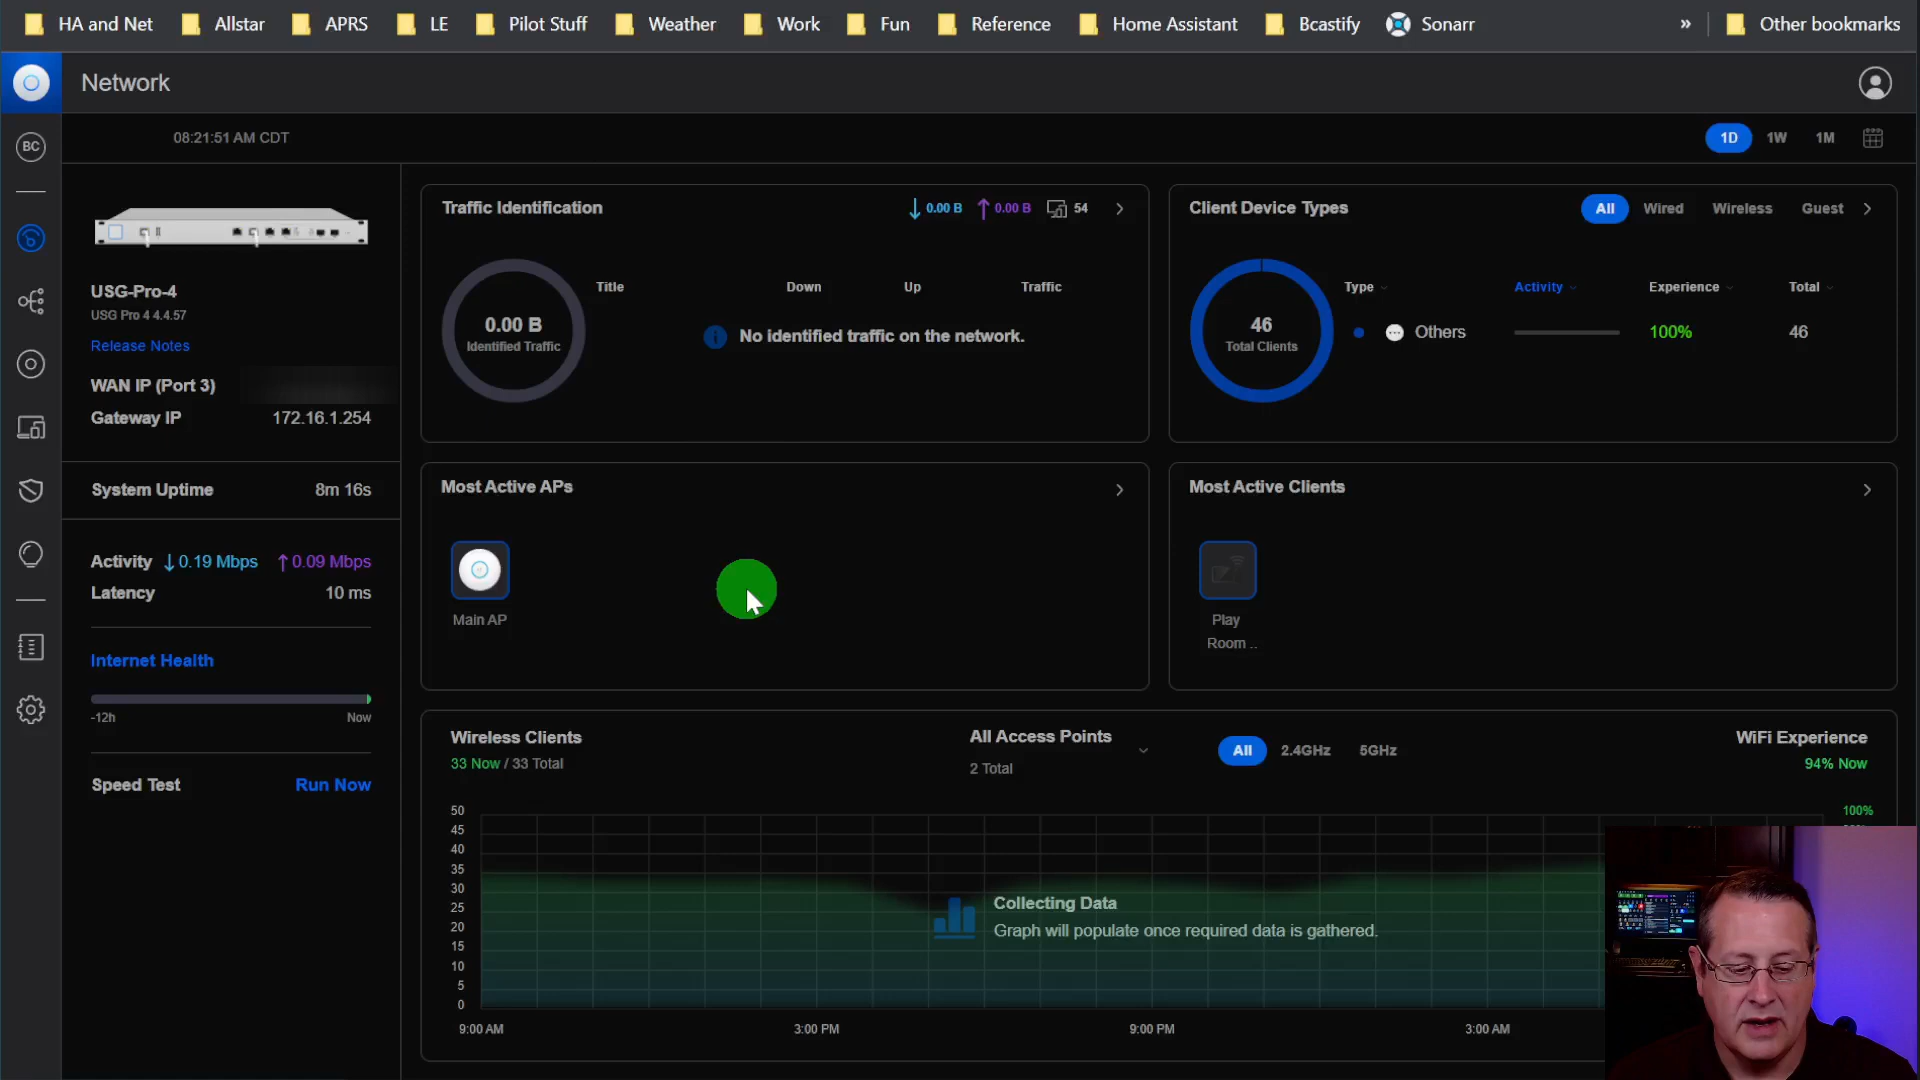 HA and Net Allstar APRS LE Pilot Stuff Weather Work Fun Reference Home Assistant Bcastify Sonarr » Other bookmarks
Network
BC
08:21:51 AM CDT
1D 1W 1M
USG-Pro-4
USG Pro 4 4.4.57
Release Notes
WAN IP (Port 3)
Gateway IP 172.16.1.254
System Uptime 8m 16s
Activity ↓0.19 Mbps ↑0.09 Mbps
Latency 10 ms
Internet Health
-12h Now
Speed Test Run Now
Traffic Identification ↓ 0.00 B ↑ 0.00 B 54
0.00 B
Identified Traffic
Title Down Up Traffic
No identified traffic on the network.
Client Device Types All Wired Wireless Guest
46
Total Clients
Type Activity Experience Total
Others 100% 46
Most Active APs
Main AP
Most Active Clients
Play
Room ..
Wireless Clients
33 Now / 33 Total
All Access Points
2 Total
All 2.4GHz 5GHz
WiFi Experience
94% Now
50
45
40
35
30
25
20
15
10
5
0
100%
Collecting Data
Graph will populate once required data is gathered.
9:00 AM 3:00 PM 9:00 PM 3:00 AM